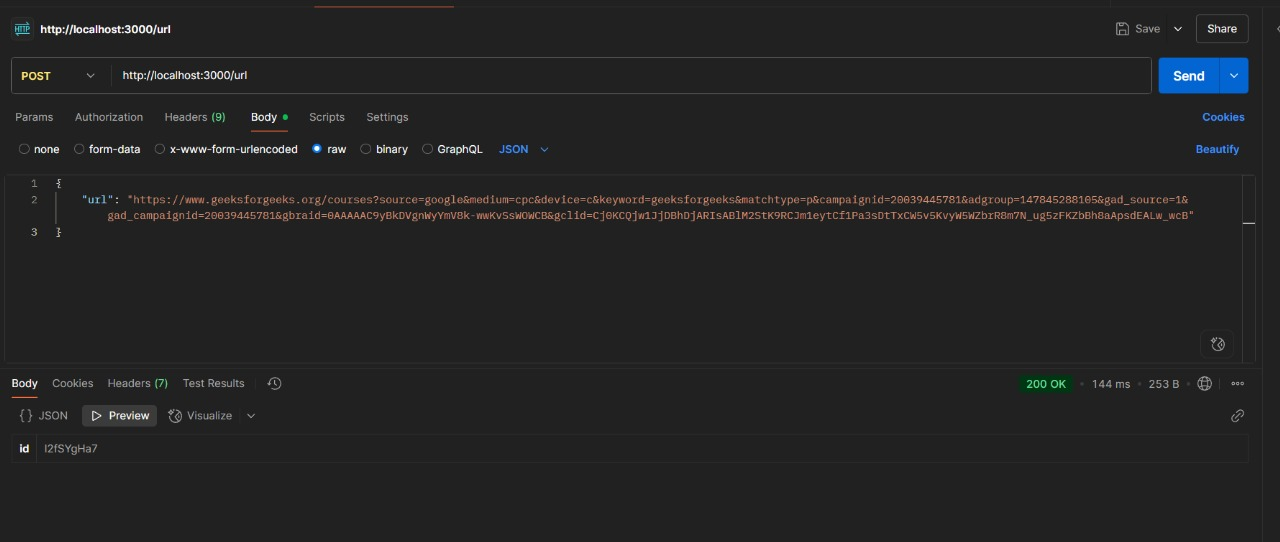 HTTP http://localhost:3000/url Save Share
POST http://localhost:3000/url Send
Params Authorization Headers (9) Body Scripts Settings Cookies
none form-data x-www-form-urlencoded raw binary GraphQL JSON Beautify
1 {
2 "url": "https://www.geeksforgeeks.org/courses?source=google&medium=cpc&device=c&keyword=geeksforgeeks&matchtype=p&campaignid=20039445781&adgroup=147845288105&gad_source=1&
gad_campaignid=20039445781&gbraid=0AAAAAC9yBkDVgnWyYmV8k-wwKvSsWOWCB&gclid=Cj0KCQjw1JjDBhDjARIsABlM2StK9RCJm1eytCf1Pa3sDtTxCW5v5KvyW5WZbrR8m7N_ug5zFKZbBh8aApsdEALw_wcB"
3 }
Body Cookies Headers (7) Test Results 200 OK • 144 ms • 253 B •
{} JSON Preview Visualize
id I2fSYgHa7